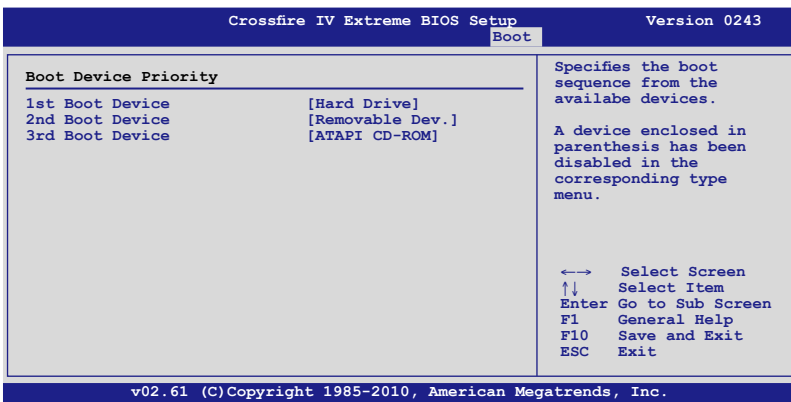 Crossfire IV Extreme BIOS Setup Version 0243
Boot
Boot Device Priority
1st Boot Device [Hard Drive]
2nd Boot Device [Removable Dev.]
3rd Boot Device [ATAPI CD-ROM]
Specifies the boot
sequence from the
availabe devices.
A device enclosed in
parenthesis has been
disabled in the
corresponding type
menu.
←→ Select Screen
↑↓ Select Item
Enter Go to Sub Screen
F1 General Help
F10 Save and Exit
ESC Exit
v02.61 (C)Copyright 1985-2010, American Megatrends, Inc.